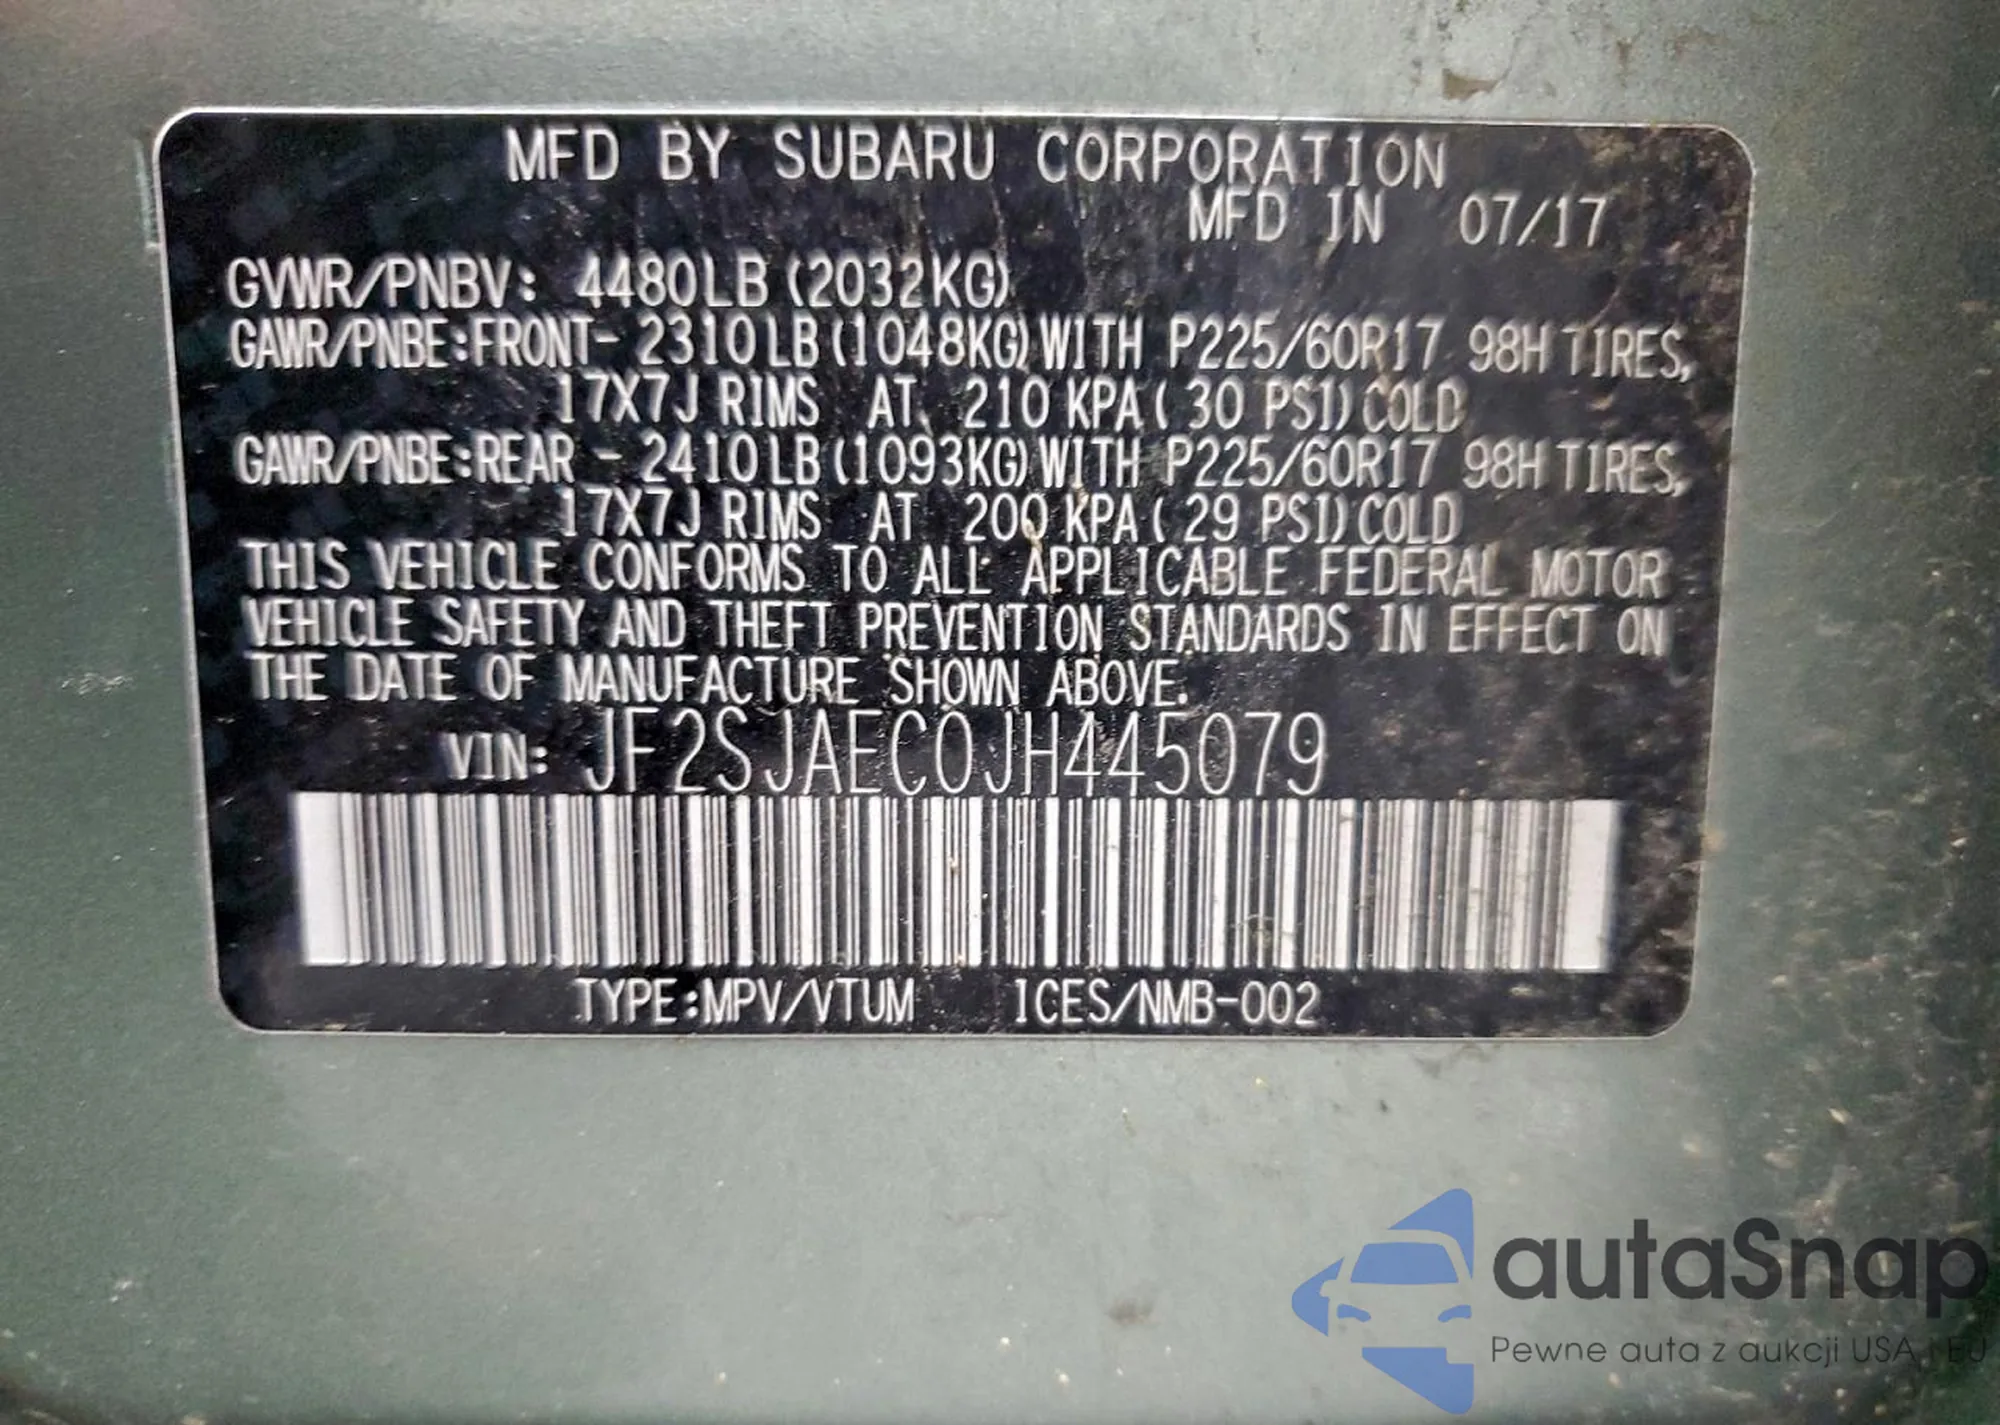 MFD BY SUBARU CORPORATION
MFD IN 07/17
GVWR/PNBV: 4480LB (2032KG)
GAWR/PNBE:FRONT- 2310LB(1048KG)WITH P225/60R17 98H TIRES,
17X7J RIMS AT 210 KPA( 30 PSI)COLD
GAWR/PNBE:REAR - 2410LB(1093KG)WITH P225/60R17 98H TIRES,
17X7J RIMS AT 200 KPA( 29 PSI)COLD
THIS VEHICLE CONFORMS TO ALL APPLICABLE FEDERAL MOTOR
VEHICLE SAFETY AND THEFT PREVENTION STANDARDS IN EFFECT ON
THE DATE OF MANUFACTURE SHOWN ABOVE.
VIN: JF2SJAEC0JH445079
TYPE:MPV/VTUM ICES/NMB-002
autaSnap
Pewne auta z aukcji USA i EU